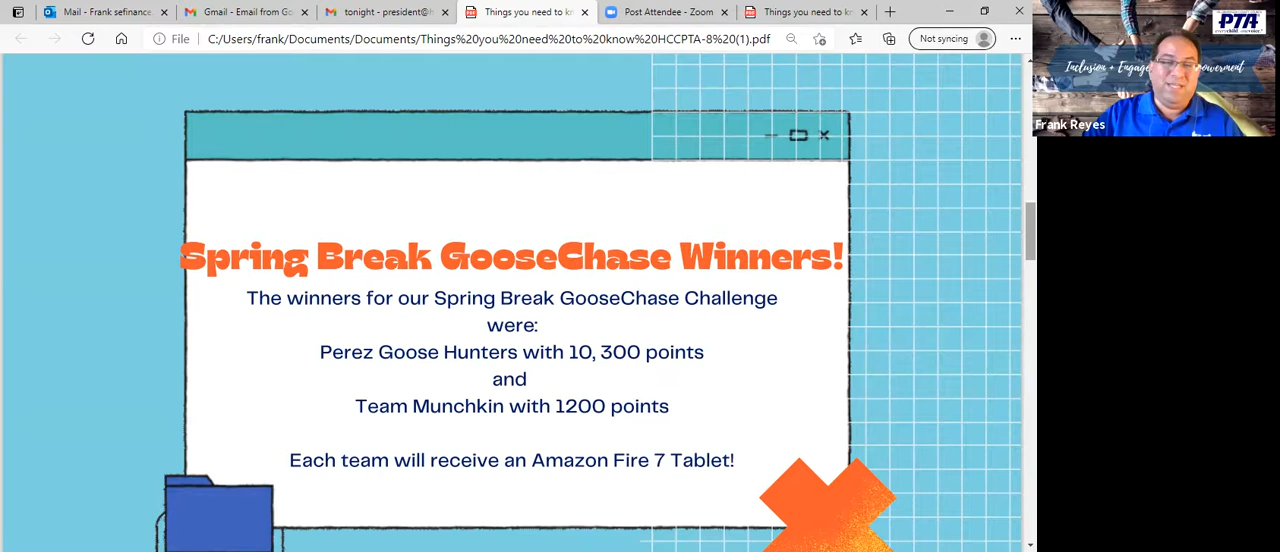 Mail - Frank sefinance
Gmail - Email from Go
tonight - president@h
Things you need to kn
Post Attendee - Zoom
Things you need to kn
File
C:/Users/frank/Documents/Documents/Things%20you%20need%20to%20know%20HCCPTA-8%20(1).pdf
Not syncing
PTA
everychild. onevoice.
Inclusion + Engage
powerment
Frank Reyes
Spring Break GooseChase Winners!
The winners for our Spring Break GooseChase Challenge
were:
Perez Goose Hunters with 10, 300 points
and
Team Munchkin with 1200 points
Each team will receive an Amazon Fire 7 Tablet!